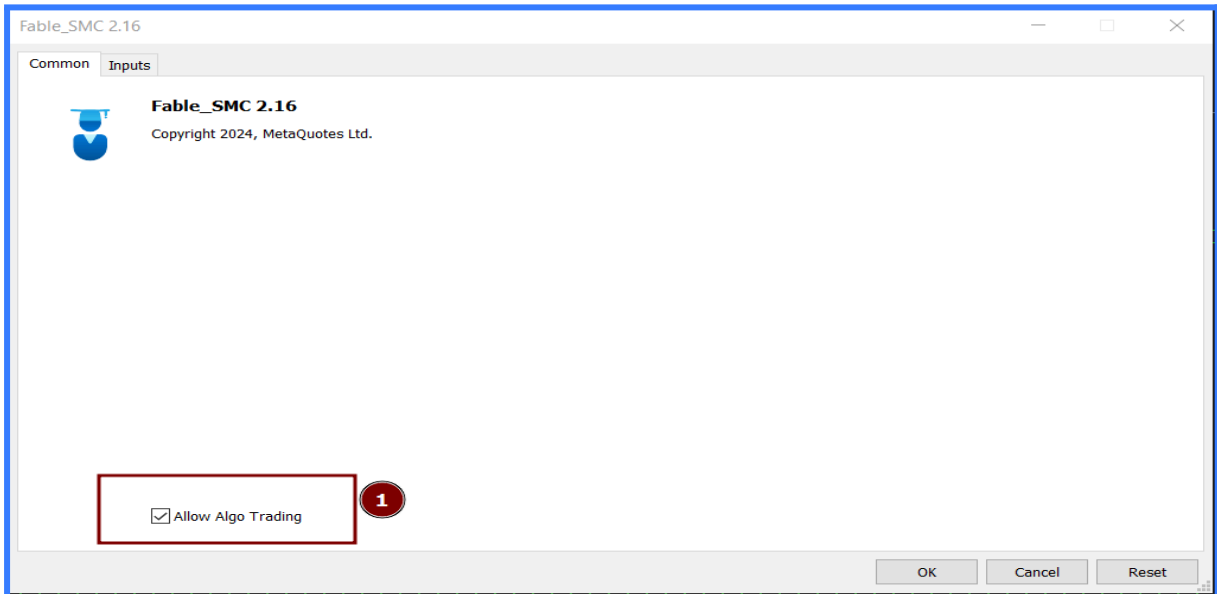 Fable_SMC 2.16
Common Inputs
Fable_SMC 2.16
Copyright 2024, MetaQuotes Ltd.
1
Allow Algo Trading
OK Cancel Reset